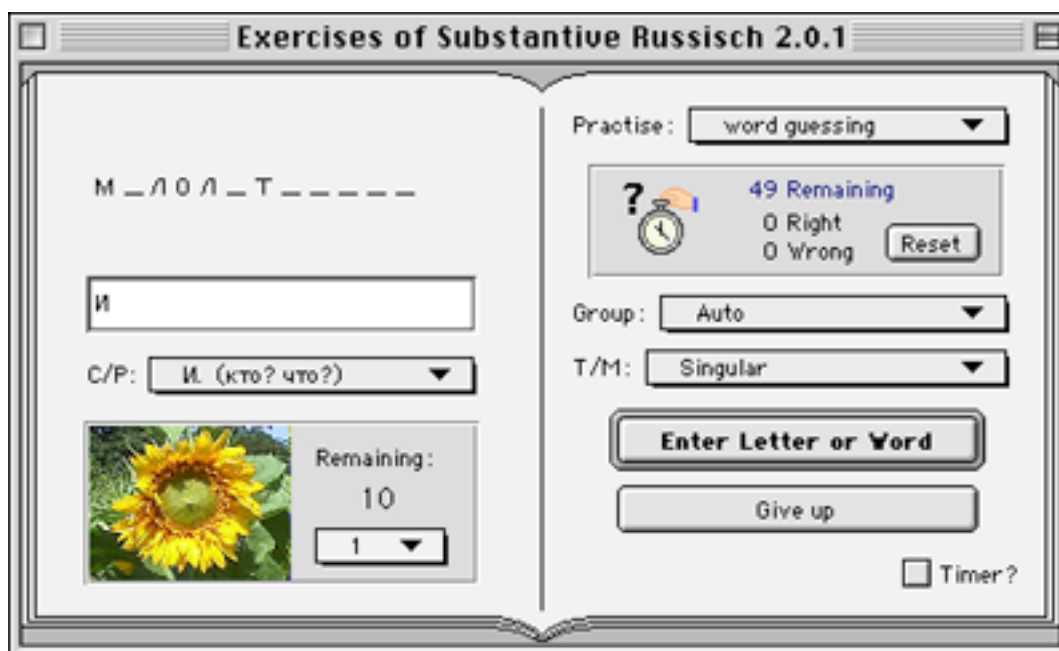 Exercises of Substantive Russisch 2.0.1
М _ Л О Л _ Т _ _ _ _ _
И
C/P: И. (кто? что?)
Remaining:
10
1
Practise: word guessing
?
49 Remaining
0 Right
0 Wrong
Reset
Group: Auto
T/M: Singular
Enter Letter or Word
Give up
Timer?